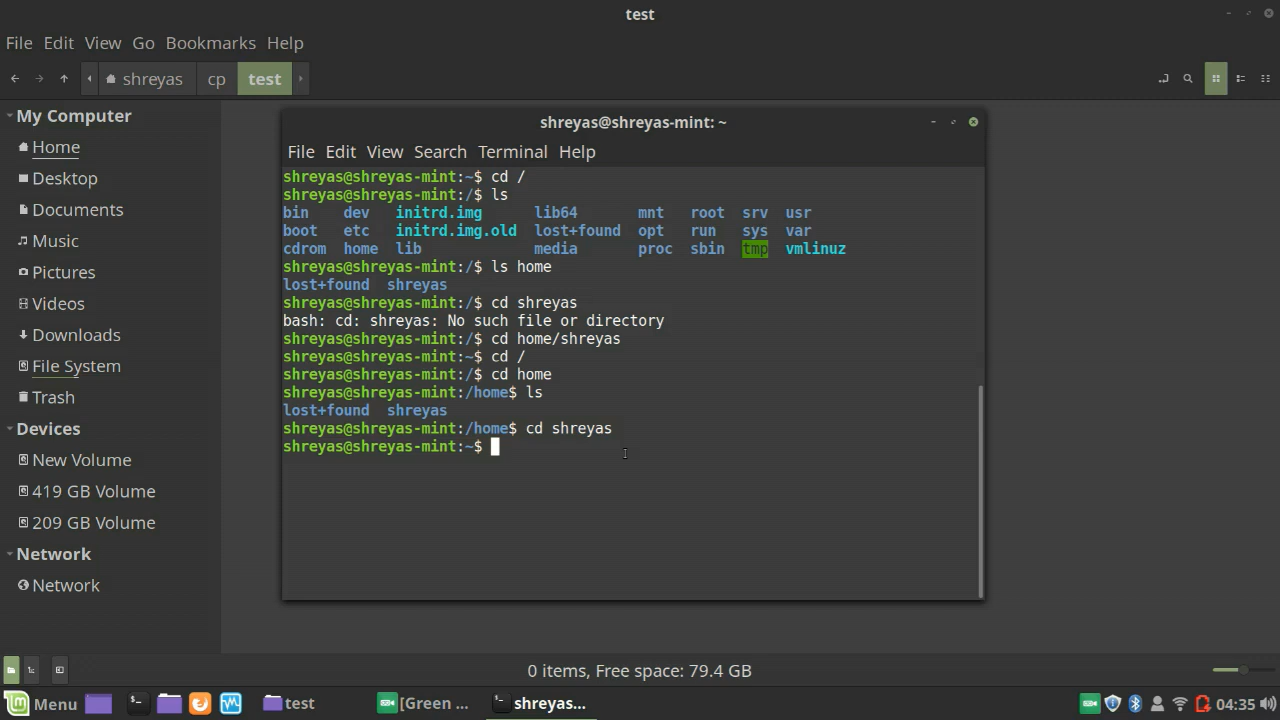 test
File Edit View Go Bookmarks Help
shreyas cp test
My Computer
Home
Desktop
Documents
Music
Pictures
Videos
Downloads
File System
Trash
Devices
New Volume
419 GB Volume
209 GB Volume
Network
Network
shreyas@shreyas-mint: ~
File Edit View Search Terminal Help
shreyas@shreyas-mint:~$ cd /
shreyas@shreyas-mint:/$ ls
bin dev initrd.img lib64 mnt root srv usr
boot etc initrd.img.old lost+found opt run sys var
cdrom home lib media proc sbin tmp vmlinuz
shreyas@shreyas-mint:/$ ls home
lost+found shreyas
shreyas@shreyas-mint:/$ cd shreyas
bash: cd: shreyas: No such file or directory
shreyas@shreyas-mint:/$ cd home/shreyas
shreyas@shreyas-mint:~$ cd /
shreyas@shreyas-mint:/$ cd home
shreyas@shreyas-mint:/home$ ls
lost+found shreyas
shreyas@shreyas-mint:/home$ cd shreyas
shreyas@shreyas-mint:~$
0 items, Free space: 79.4 GB
Menu test [Green ... shreyas... 04:35